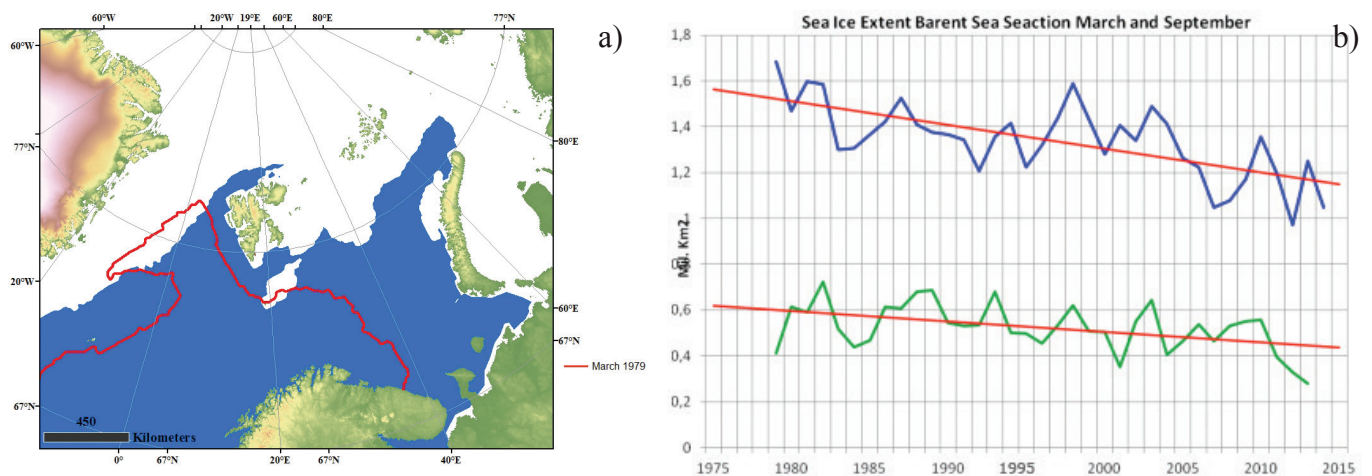 60°W
20°W
19°E
60°E
80°E
77°N
a)
60°W
77°N
80°E
20°W
60°E
67°N
March 1979
67°N
450
Kilometers
0°
67°N
20°E
67°N
40°E
Sea Ice Extent Barent Sea Seaction March and September
b)
1,8
1,6
1,4
1,2
1
0,8
0,6
0,4
0,2
0
Mil. Km2
1975
1980
1985
1990
1995
2000
2005
2010
2015